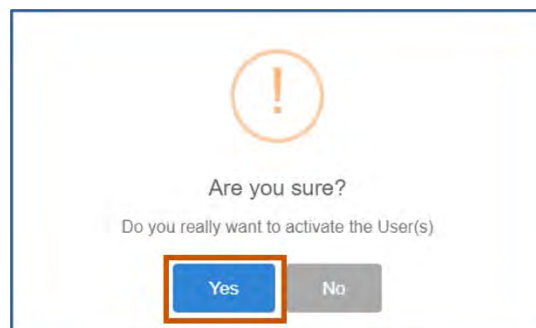 !
Are you sure?
Do you really want to activate the User(s)
Yes No